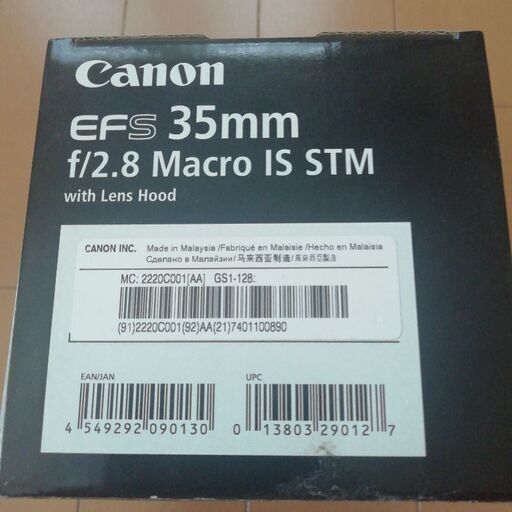 Canon
EFS 35mm
f/2.8 Macro IS STM
with Lens Hood
CANON INC. Made in Malaysia /Fabriqué en Malaisie /Hecho en Malaisia
Сделано в Малайзии/马来西亚制造/馬來西亞製造
MC: 2220C001[AA] GS1-128:
(91)2220C001(92)AA(21)7401100890
EAN/JAN UPC
4 549292 090130 0 13803 29012 7